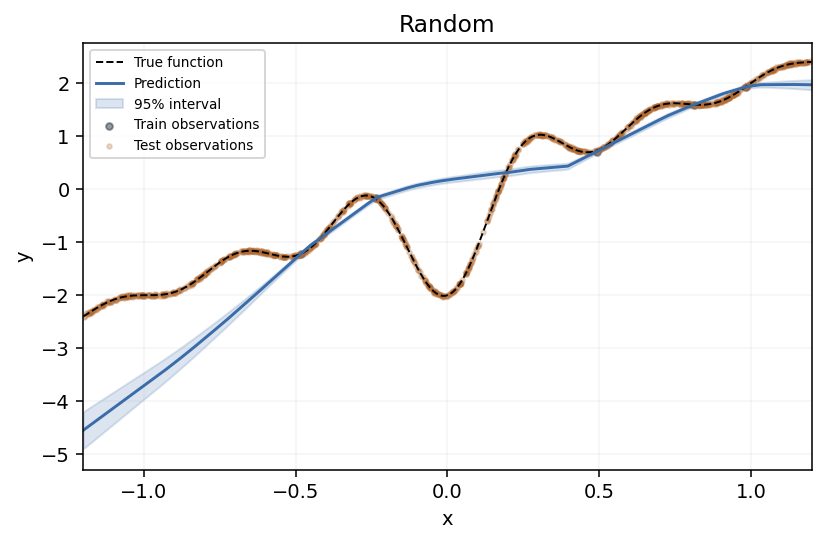 Random
True function
Prediction
95% interval
Train observations
Test observations
2
1
0
−1
−2
−3
−4
−5
y
−1.0
−0.5
0.0
0.5
1.0
x